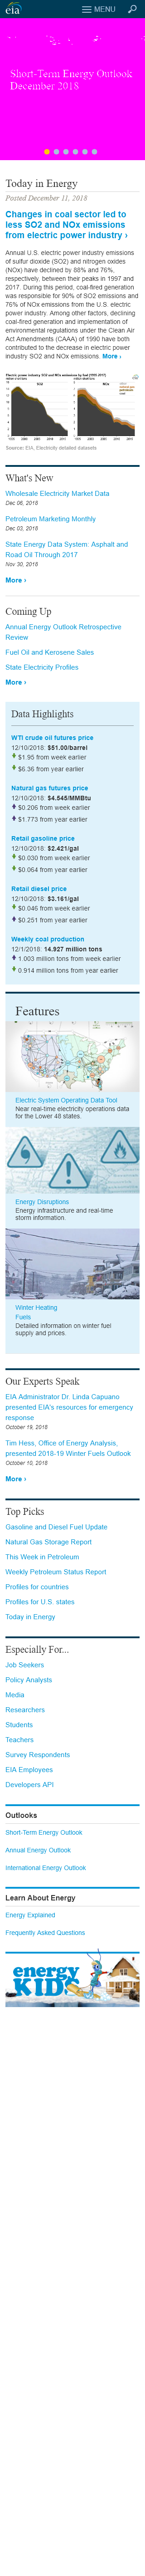 eia
MENU
Short-Term Energy Outlook
December 2018
Today in Energy
Posted December 11, 2018
Changes in coal sector led to
less SO2 and NOx emissions
from electric power industry ›
Annual U.S. electric power industry emissions
of sulfur dioxide (SO2) and nitrogen oxides
(NOx) have declined by 88% and 76%,
respectively, between their peaks in 1997 and
2017. During this period, coal-fired generation
was responsible for 90% of SO2 emissions and
76% of NOx emissions from the U.S. electric
power industry. Among other factors, declines in
coal-fired generation and implementation of
environmental regulations such as the Clean Air
Act Amendments (CAAA) of 1990 have both
contributed to the decrease in electric power
industry SO2 and NOx emissions. More ›
Source: EIA, Electricity detailed datasets
What's New
Wholesale Electricity Market Data
Dec 06, 2018
Petroleum Marketing Monthly
Dec 03, 2018
State Energy Data System: Asphalt and
Road Oil Through 2017
Nov 30, 2018
More ›
Coming Up
Annual Energy Outlook Retrospective
Review
Fuel Oil and Kerosene Sales
State Electricity Profiles
More ›
Data Highlights
WTI crude oil futures price
12/10/2018: $51.00/barrel
$1.95 from week earlier
$6.36 from year earlier
Natural gas futures price
12/10/2018: $4.545/MMBtu
$0.206 from week earlier
$1.773 from year earlier
Retail gasoline price
12/10/2018: $2.421/gal
$0.030 from week earlier
$0.064 from year earlier
Retail diesel price
12/10/2018: $3.161/gal
$0.046 from week earlier
$0.251 from year earlier
Weekly coal production
12/1/2018: 14.927 million tons
1.003 million tons from week earlier
0.914 million tons from year earlier
Features
Electric System Operating Data Tool
Near real-time electricity operations data
for the Lower 48 states.
Energy Disruptions
Energy infrastructure and real-time
storm information.
Winter Heating
Fuels
Detailed information on winter fuel
supply and prices.
Our Experts Speak
EIA Administrator Dr. Linda Capuano
presented EIA's resources for emergency
response
October 19, 2018
Tim Hess, Office of Energy Analysis,
presented 2018-19 Winter Fuels Outlook
October 10, 2018
More ›
Top Picks
Gasoline and Diesel Fuel Update
Natural Gas Storage Report
This Week in Petroleum
Weekly Petroleum Status Report
Profiles for countries
Profiles for U.S. states
Today in Energy
Especially For...
Job Seekers
Policy Analysts
Media
Researchers
Students
Teachers
Survey Respondents
EIA Employees
Developers API
Outlooks
Short-Term Energy Outlook
Annual Energy Outlook
International Energy Outlook
Learn About Energy
Energy Explained
Frequently Asked Questions
energy
KIDS